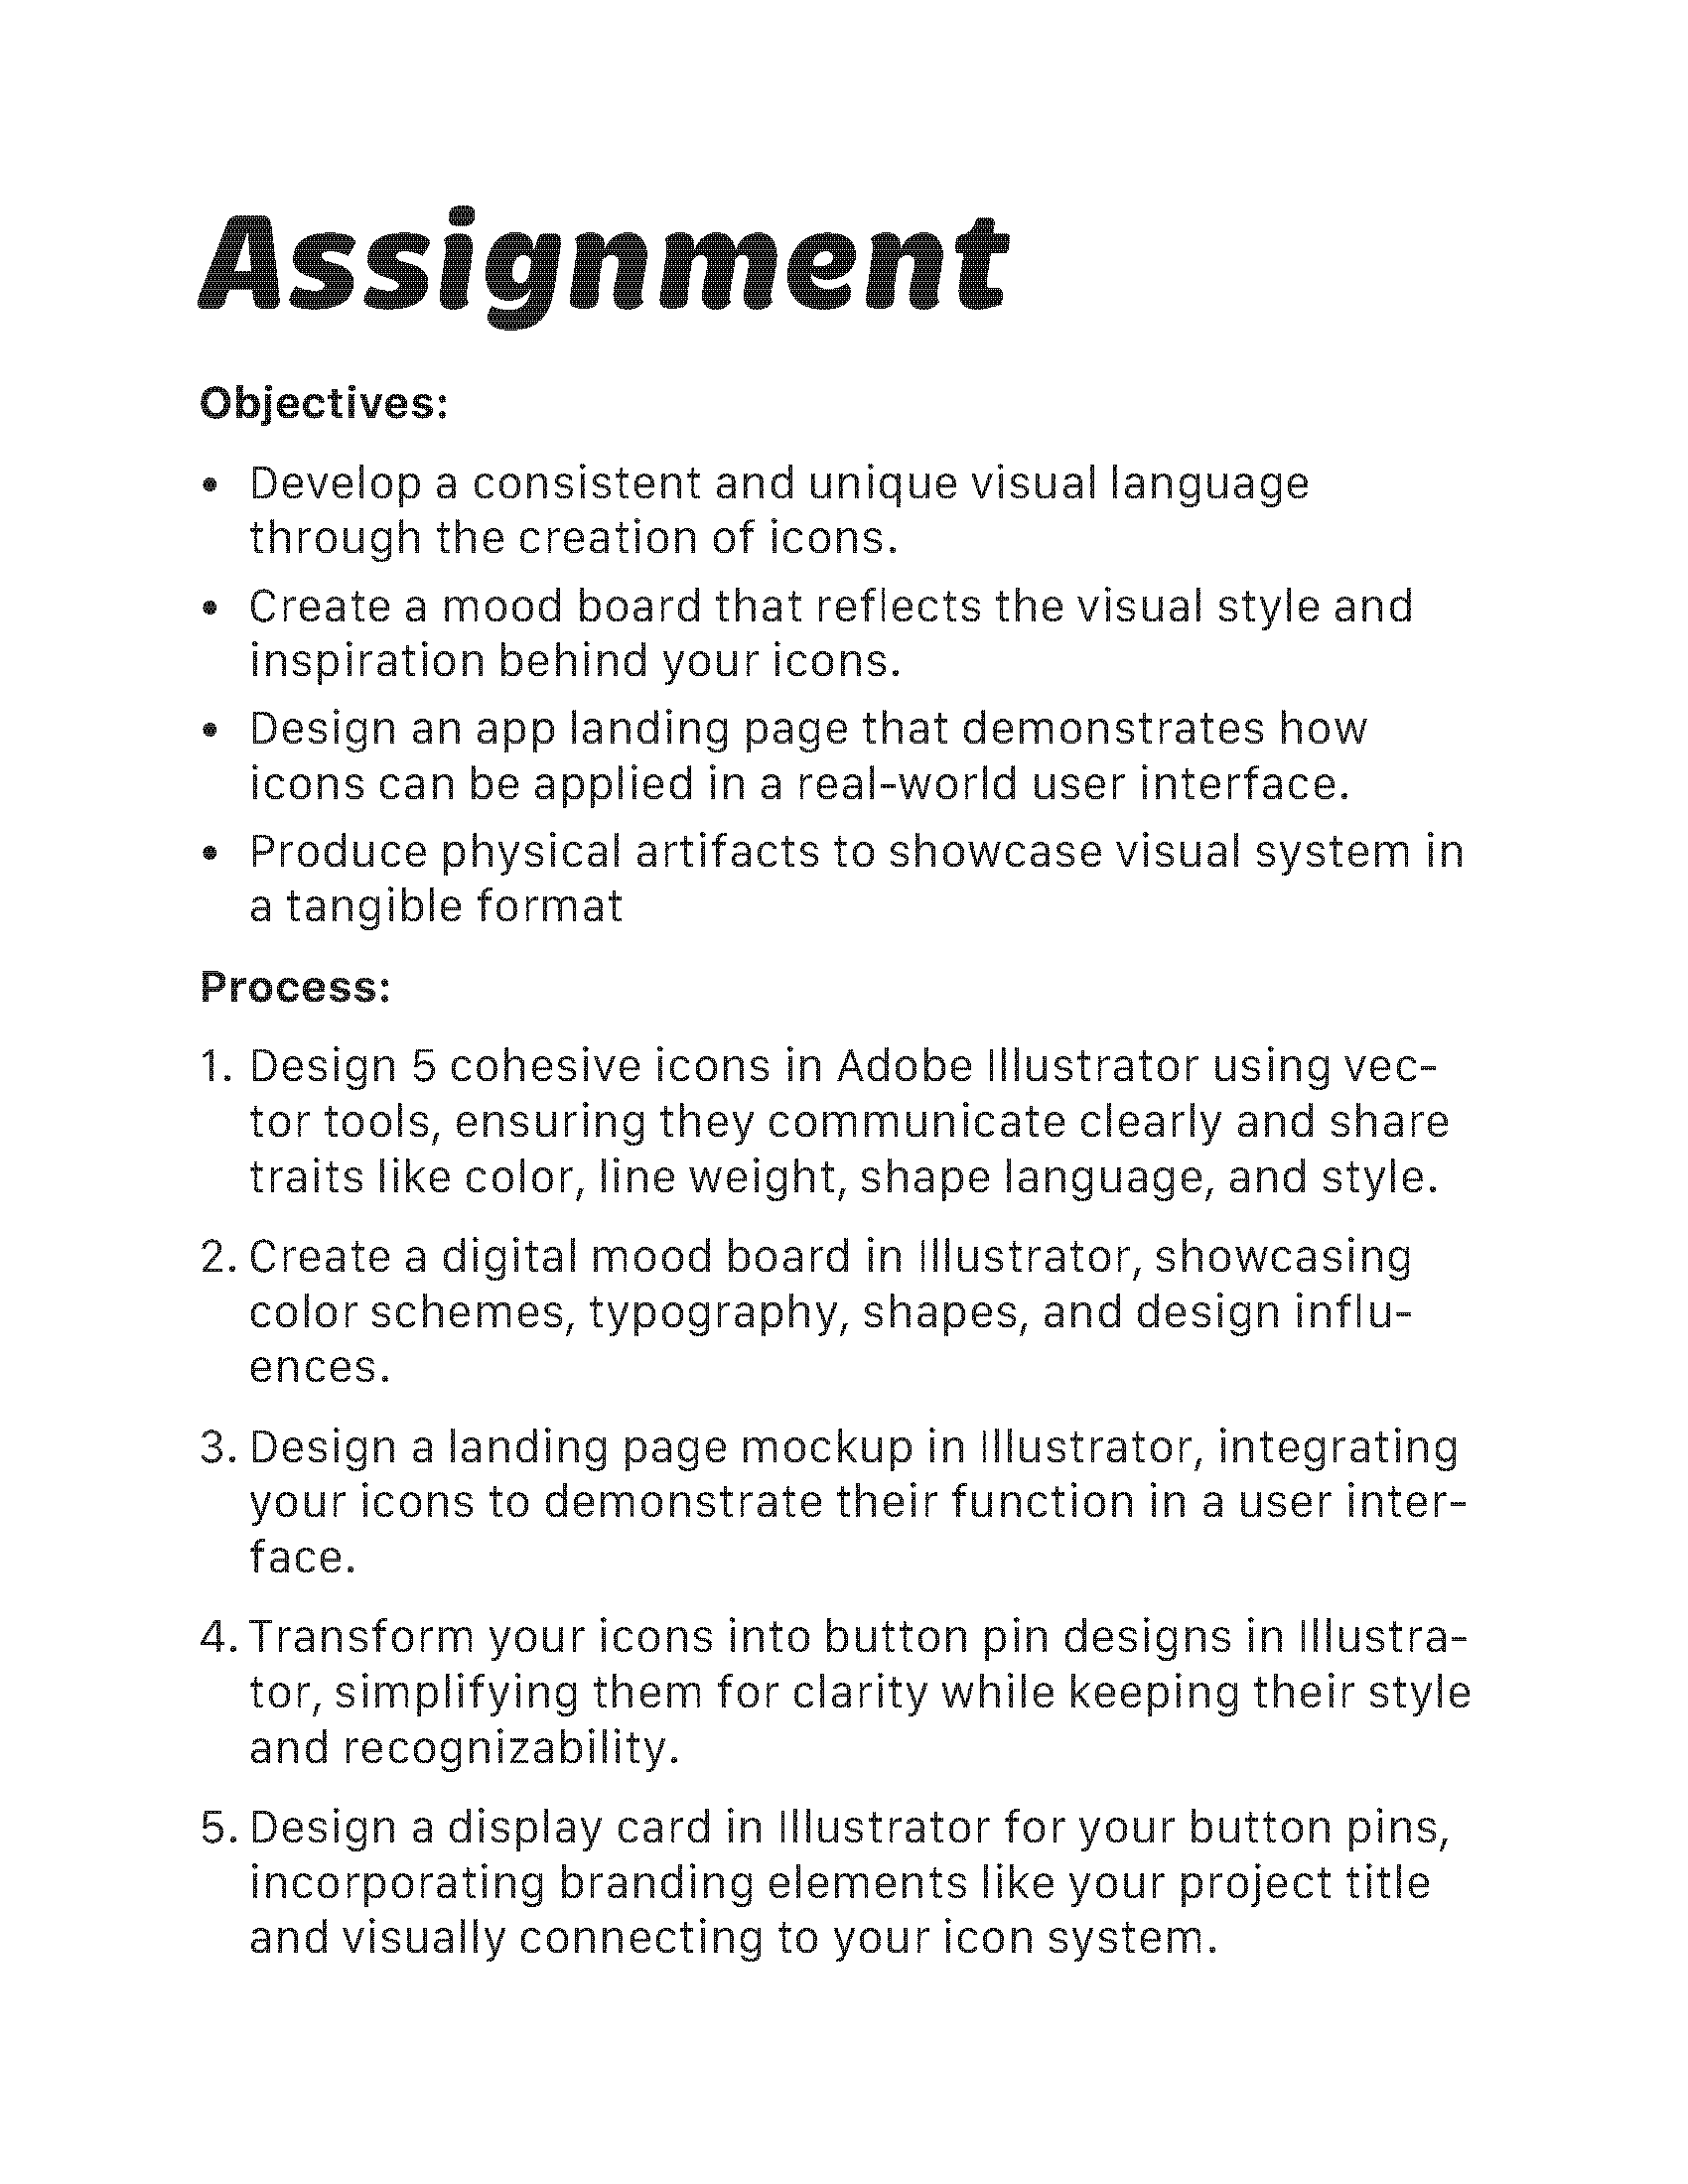 Assignment
Objectives:
• Develop a consistent and unique visual language
through the creation of icons.
• Create a mood board that reflects the visual style and
inspiration behind your icons.
• Design an app landing page that demonstrates how
icons can be applied in a real-world user interface.
• Produce physical artifacts to showcase visual system in
a tangible format
Process:
1. Design 5 cohesive icons in Adobe Illustrator using vec-
tor tools, ensuring they communicate clearly and share
traits like color, line weight, shape language, and style.
2. Create a digital mood board in Illustrator, showcasing
color schemes, typography, shapes, and design influ-
ences.
3. Design a landing page mockup in Illustrator, integrating
your icons to demonstrate their function in a user inter-
face.
4. Transform your icons into button pin designs in Illustra-
tor, simplifying them for clarity while keeping their style
and recognizability.
5. Design a display card in Illustrator for your button pins,
incorporating branding elements like your project title
and visually connecting to your icon system.